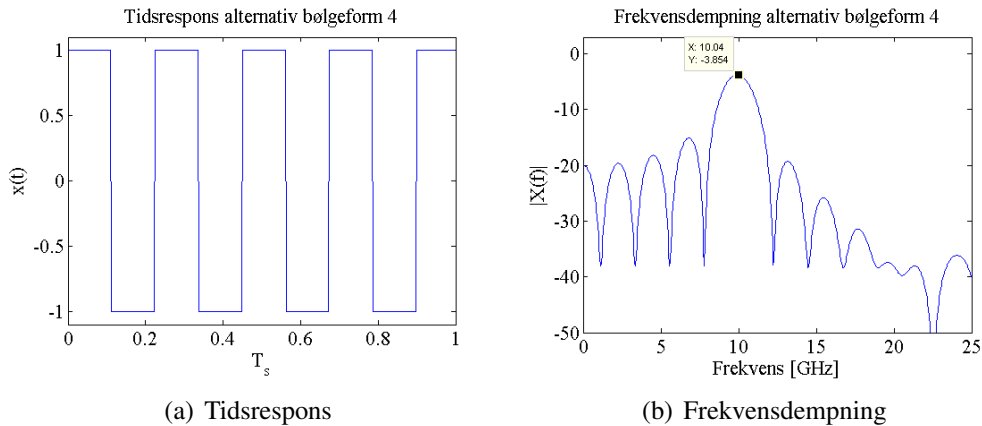 Tidsrespons alternativ bølgeform 4
x(t)
1
0.5
0
-0.5
-1
0
0.2
0.4
0.6
0.8
1
T_s
(a) Tidsrespons
Frekvensdempning alternativ bølgeform 4
X: 10.04
Y: -3.854
|X(f)|
0
-10
-20
-30
-40
-50
0
5
10
15
20
25
Frekvens [GHz]
(b) Frekvensdempning